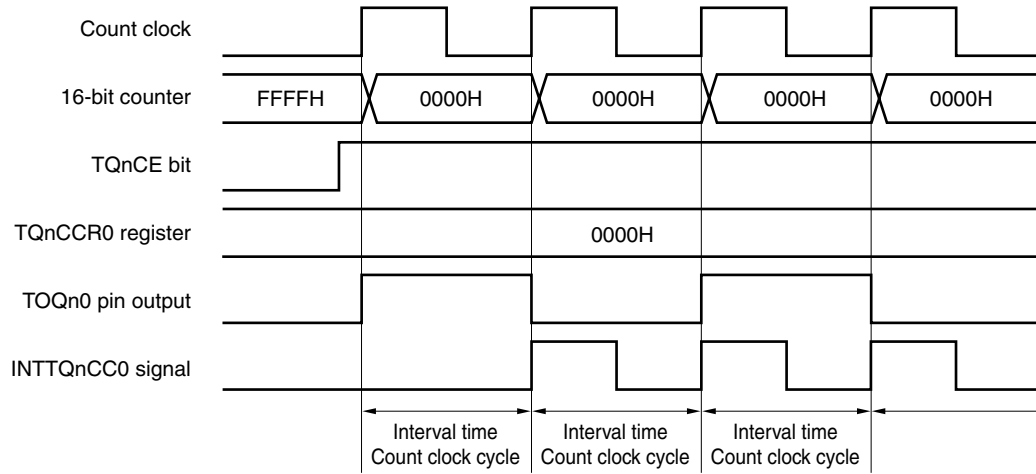 Count clock
16-bit counter
FFFFH
0000H
0000H
0000H
0000H
TQnCE bit
TQnCCR0 register
0000H
TOQn0 pin output
INTTQnCC0 signal
Interval time
Count clock cycle
Interval time
Count clock cycle
Interval time
Count clock cycle